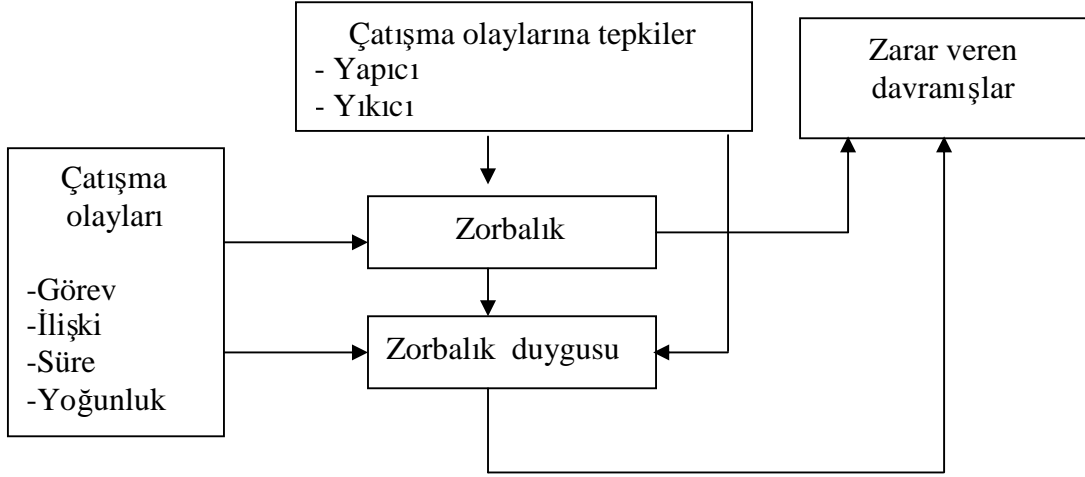 Çatışma olaylarına tepkiler
- Yapıcı
- Yıkıcı
Zarar veren
davranışlar
Çatışma
olayları
-Görev
-İlişki
-Süre
-Yoğunluk
Zorbalık
Zorbalık duygusu